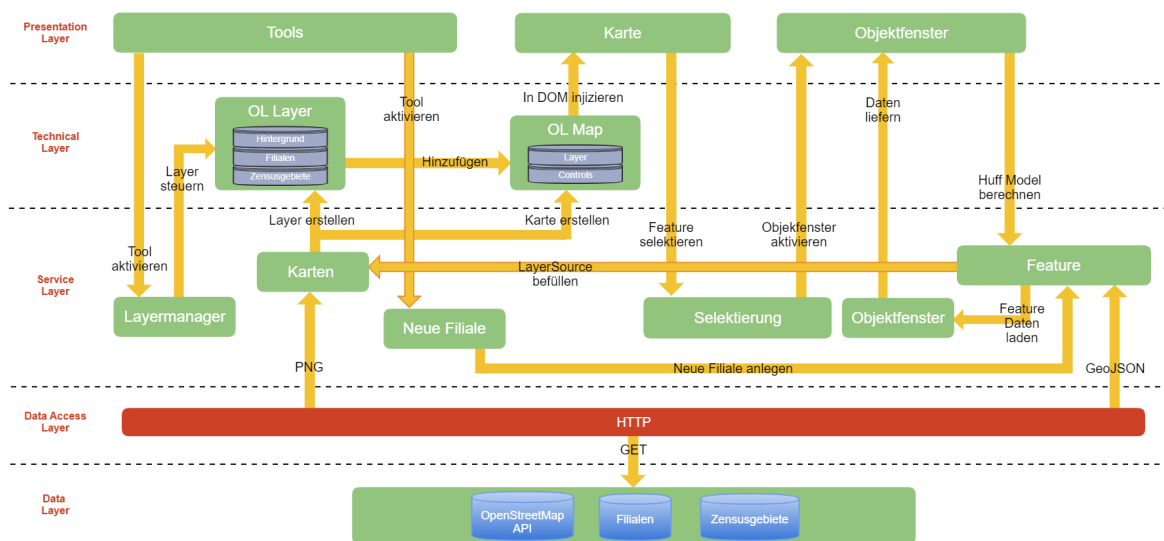 Presentation
Layer
Tools
Karte
Objektfenster
Tool
aktivieren
In DOM injizieren
Daten
liefern
Technical
Layer
OL Layer
Hintergrund
Filialen
Zensusgebiete
Hinzufügen
OL Map
Layer
Controls
Layer
steuern
Huff Model
berechnen
Layer erstellen
Karte erstellen
Feature
selektieren
Objekfenster
aktivieren
Service
Layer
Tool
aktivieren
Karten
LayerSource
befüllen
Feature
Layermanager
Neue Filiale
Selektierung
Objektfenster
Feature
Daten
laden
PNG
Neue Filiale anlegen
GeoJSON
Data Access
Layer
HTTP
GET
Data
Layer
OpenStreetMap
API
Filialen
Zensusgebiete